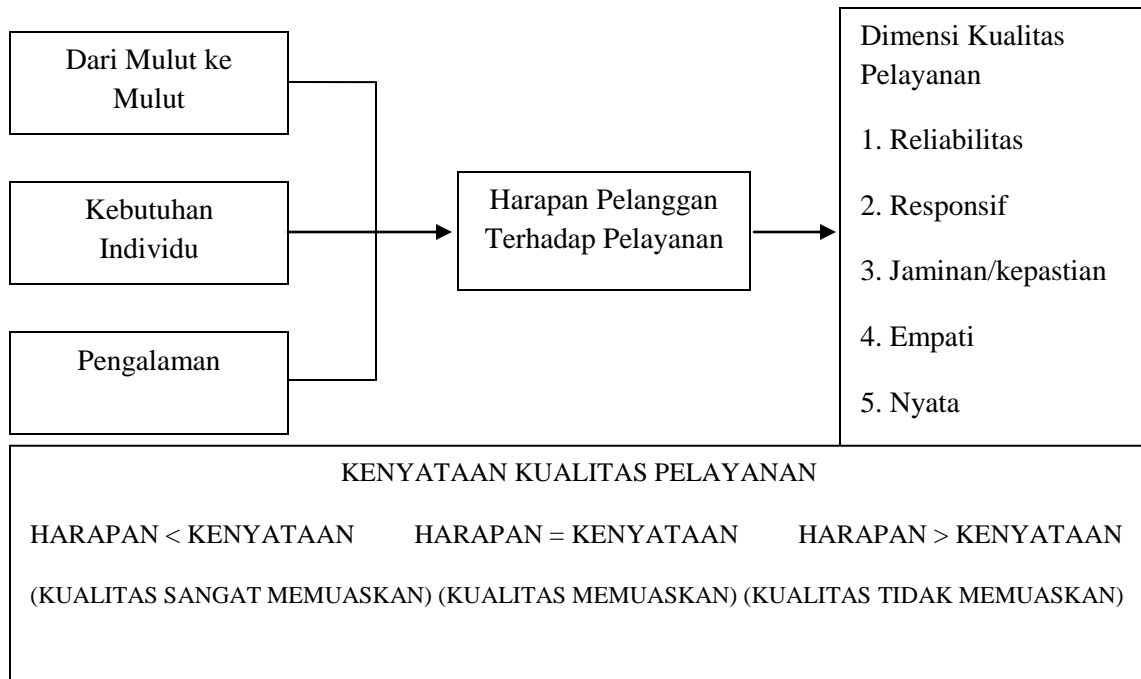 Dari Mulut ke
Mulut
Kebutuhan
Individu
Pengalaman
Harapan Pelanggan
Terhadap Pelayanan
Dimensi Kualitas
Pelayanan
1. Reliabilitas
2. Responsif
3. Jaminan/kepastian
4. Empati
5. Nyata
KENYATAAN KUALITAS PELAYANAN
HARAPAN < KENYATAAN HARAPAN = KENYATAAN HARAPAN > KENYATAAN
(KUALITAS SANGAT MEMUASKAN) (KUALITAS MEMUASKAN) (KUALITAS TIDAK MEMUASKAN)